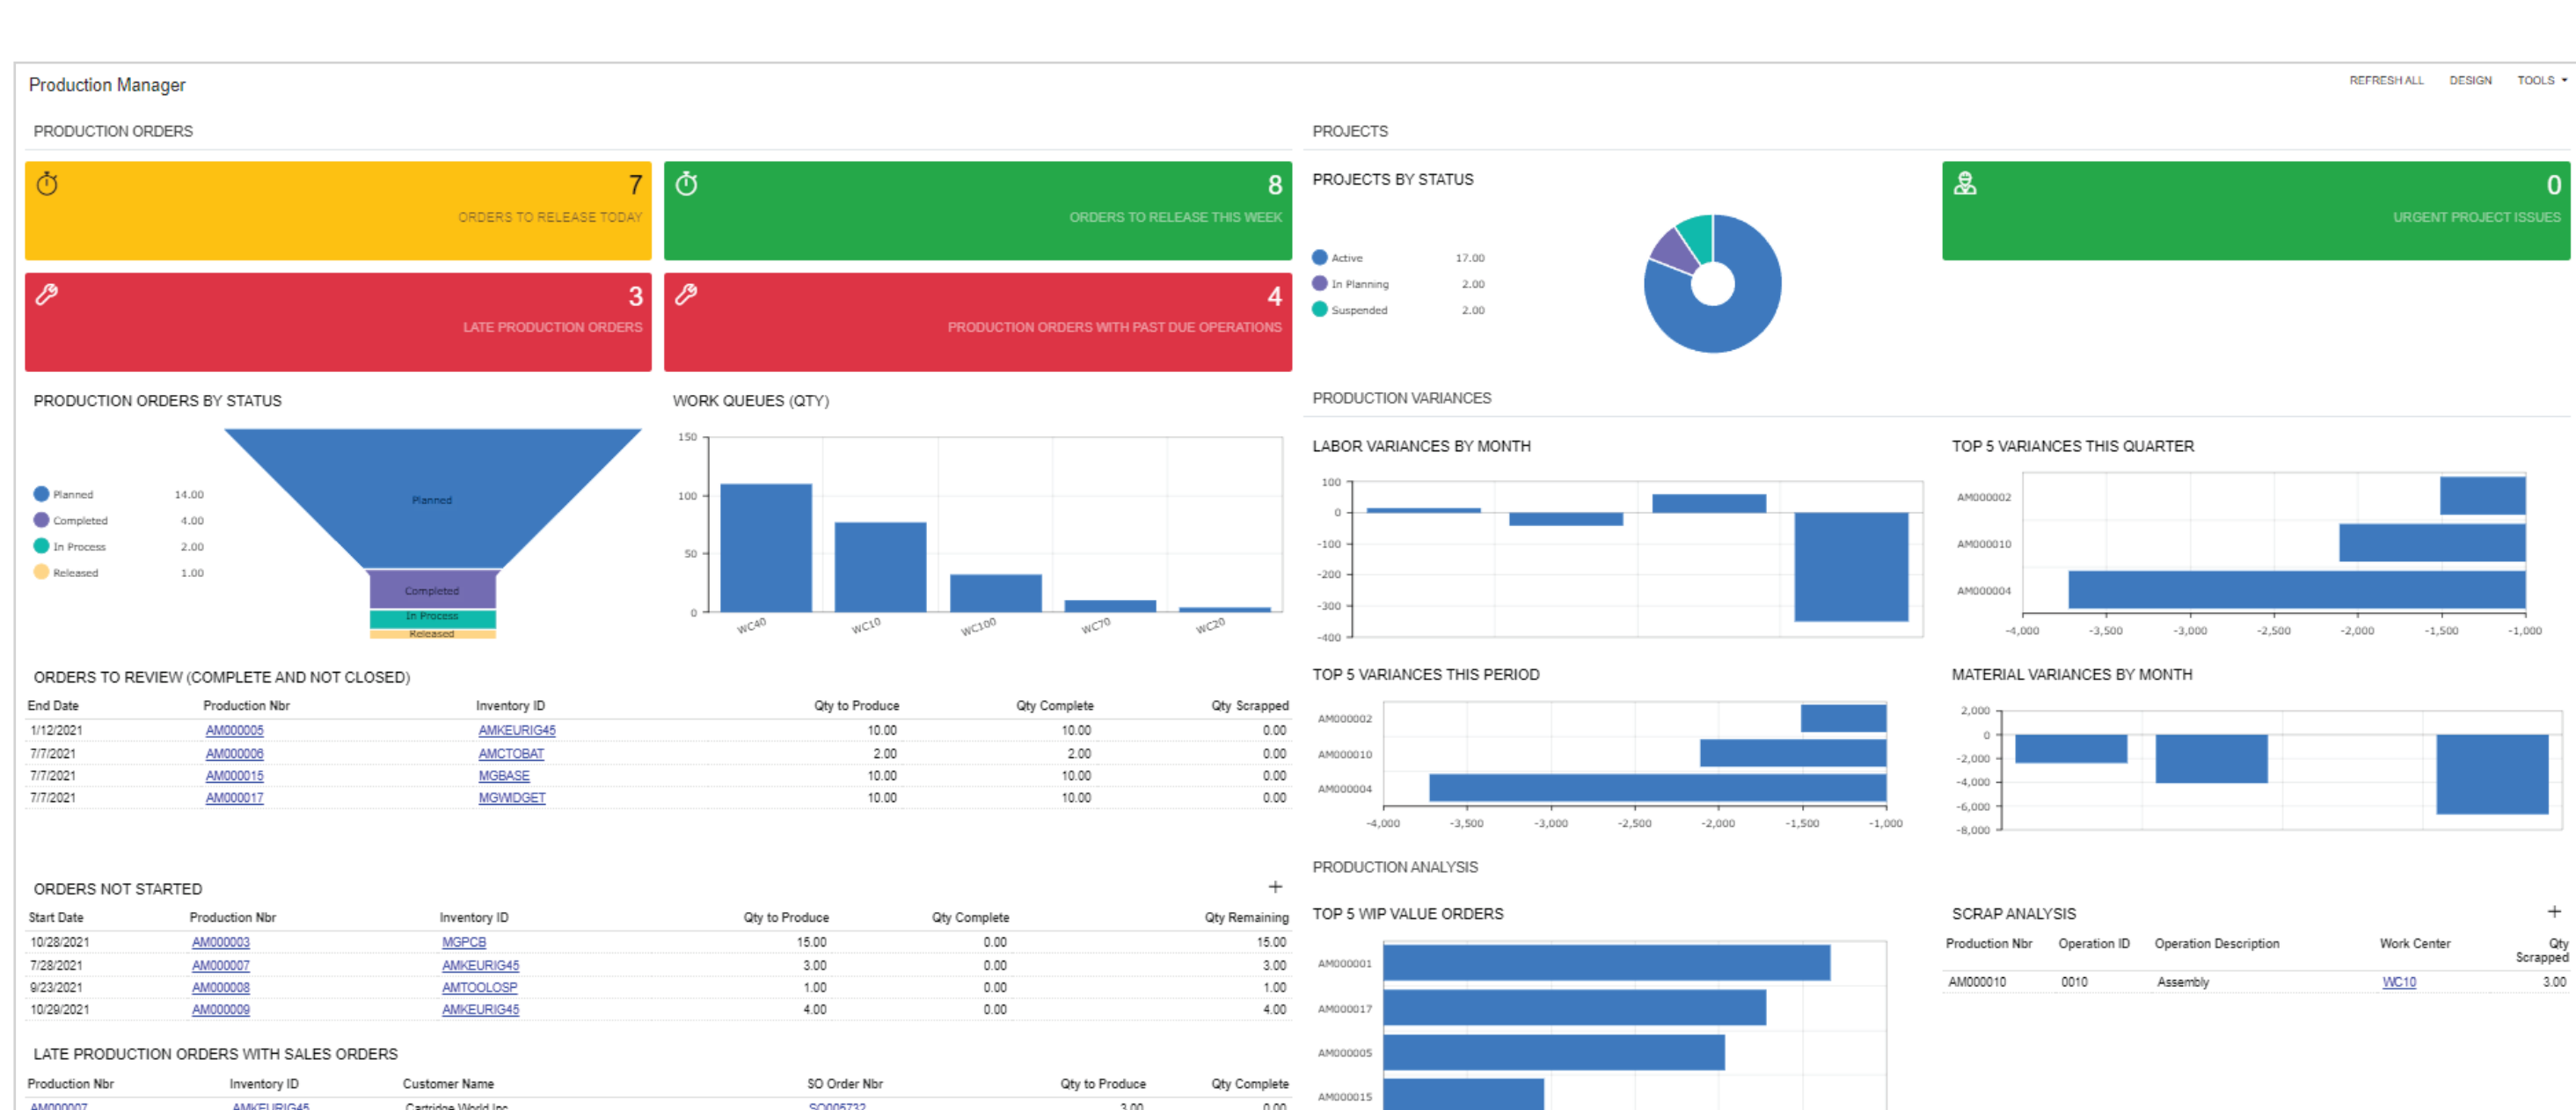 Production Manager
REFRESH ALL DESIGN TOOLS
PRODUCTION ORDERS
7
ORDERS TO RELEASE TODAY
8
ORDERS TO RELEASE THIS WEEK
3
LATE PRODUCTION ORDERS
4
PRODUCTION ORDERS WITH PAST DUE OPERATIONS
PRODUCTION ORDERS BY STATUS
Planned 14.00
Completed 4.00
In Process 2.00
Released 1.00
Planned
Completed
In Process
Released
WORK QUEUES (QTY)
150
100
50
0
WC40 WC10 WC100 WC70 WC20
ORDERS TO REVIEW (COMPLETE AND NOT CLOSED)
End Date Production Nbr Inventory ID Qty to Produce Qty Complete Qty Scrapped
1/12/2021 AM000005 AMKEURIG45 10.00 10.00 0.00
7/7/2021 AM000006 AMCTOBAT 2.00 2.00 0.00
7/7/2021 AM000015 MGBASE 10.00 10.00 0.00
7/7/2021 AM000017 MGWIDGET 10.00 10.00 0.00
ORDERS NOT STARTED +
Start Date Production Nbr Inventory ID Qty to Produce Qty Complete Qty Remaining
10/28/2021 AM000003 MGPCB 15.00 0.00 15.00
7/28/2021 AM000007 AMKEURIG45 3.00 0.00 3.00
9/23/2021 AM000008 AMTOOLOSP 1.00 0.00 1.00
10/29/2021 AM000009 AMKEURIG45 4.00 0.00 4.00
LATE PRODUCTION ORDERS WITH SALES ORDERS
Production Nbr Inventory ID Customer Name SO Order Nbr Qty to Produce Qty Complete
AM000007 AMKEURIG45 Cartridge World Inc SO005732 3.00 0.00
PROJECTS
PROJECTS BY STATUS
Active 17.00
In Planning 2.00
Suspended 2.00
0
URGENT PROJECT ISSUES
PRODUCTION VARIANCES
LABOR VARIANCES BY MONTH
100
0
-100
-200
-300
-400
TOP 5 VARIANCES THIS QUARTER
AM000002
AM000010
AM000004
-4,000 -3,500 -3,000 -2,500 -2,000 -1,500 -1,000
TOP 5 VARIANCES THIS PERIOD
AM000002
AM000010
AM000004
-4,000 -3,500 -3,000 -2,500 -2,000 -1,500 -1,000
MATERIAL VARIANCES BY MONTH
2,000
0
-2,000
-4,000
-6,000
-8,000
PRODUCTION ANALYSIS
TOP 5 WIP VALUE ORDERS
AM000001
AM000017
AM000005
AM000015
SCRAP ANALYSIS +
Production Nbr Operation ID Operation Description Work Center Qty
Scrapped
AM000010 0010 Assembly WC10 3.00